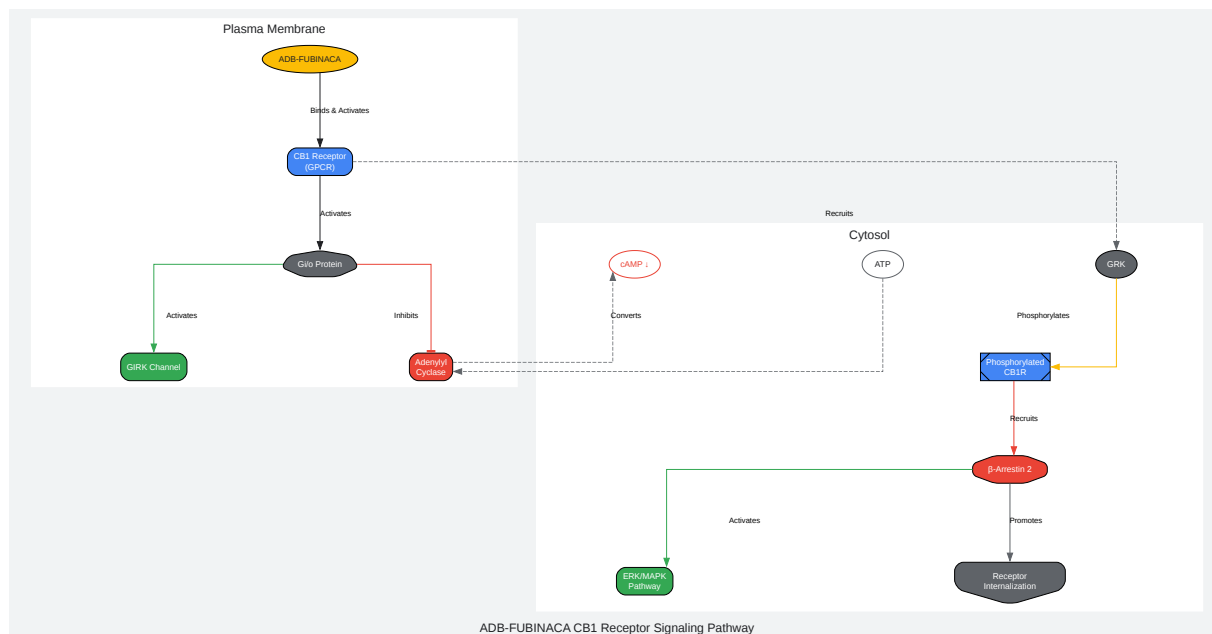 Plasma Membrane
ADB-FUBINACA
Binds & Activates
CB1 Receptor
(GPCR)
Activates
Recruits
Cytosol
Gi/o Protein
cAMP ↓
ATP
GRK
Activates
Inhibits
Converts
Phosphorylates
GIRK Channel
Adenylyl
Cyclase
Phosphorylated
CB1R
Recruits
β-Arrestin 2
Activates
Promotes
ERK/MAPK
Pathway
Receptor
Internalization
ADB-FUBINACA CB1 Receptor Signaling Pathway